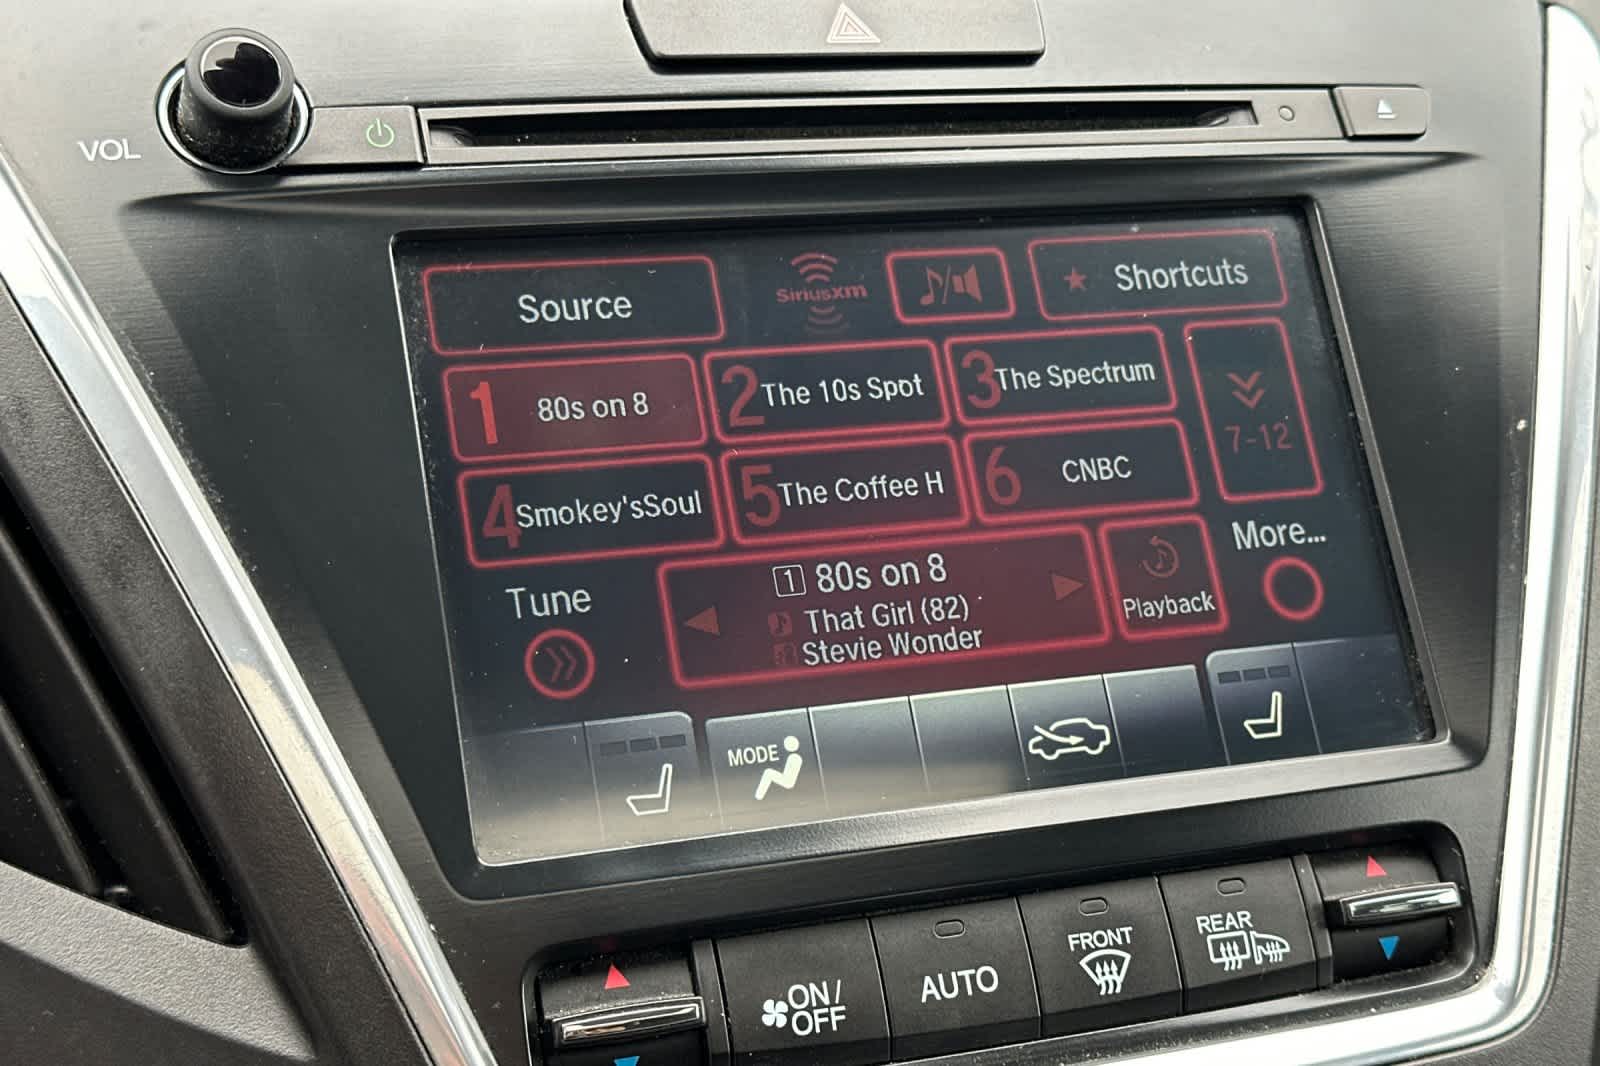 VOL
Source
SiriusXM
Shortcuts
1 80s on 8
2 The 10s Spot
3 The Spectrum
7-12
4 Smokey'sSoul
5 The Coffee H
6 CNBC
More...
Tune
1 80s on 8
That Girl (82)
Stevie Wonder
Playback
MODE
ON/
OFF
AUTO
FRONT
REAR